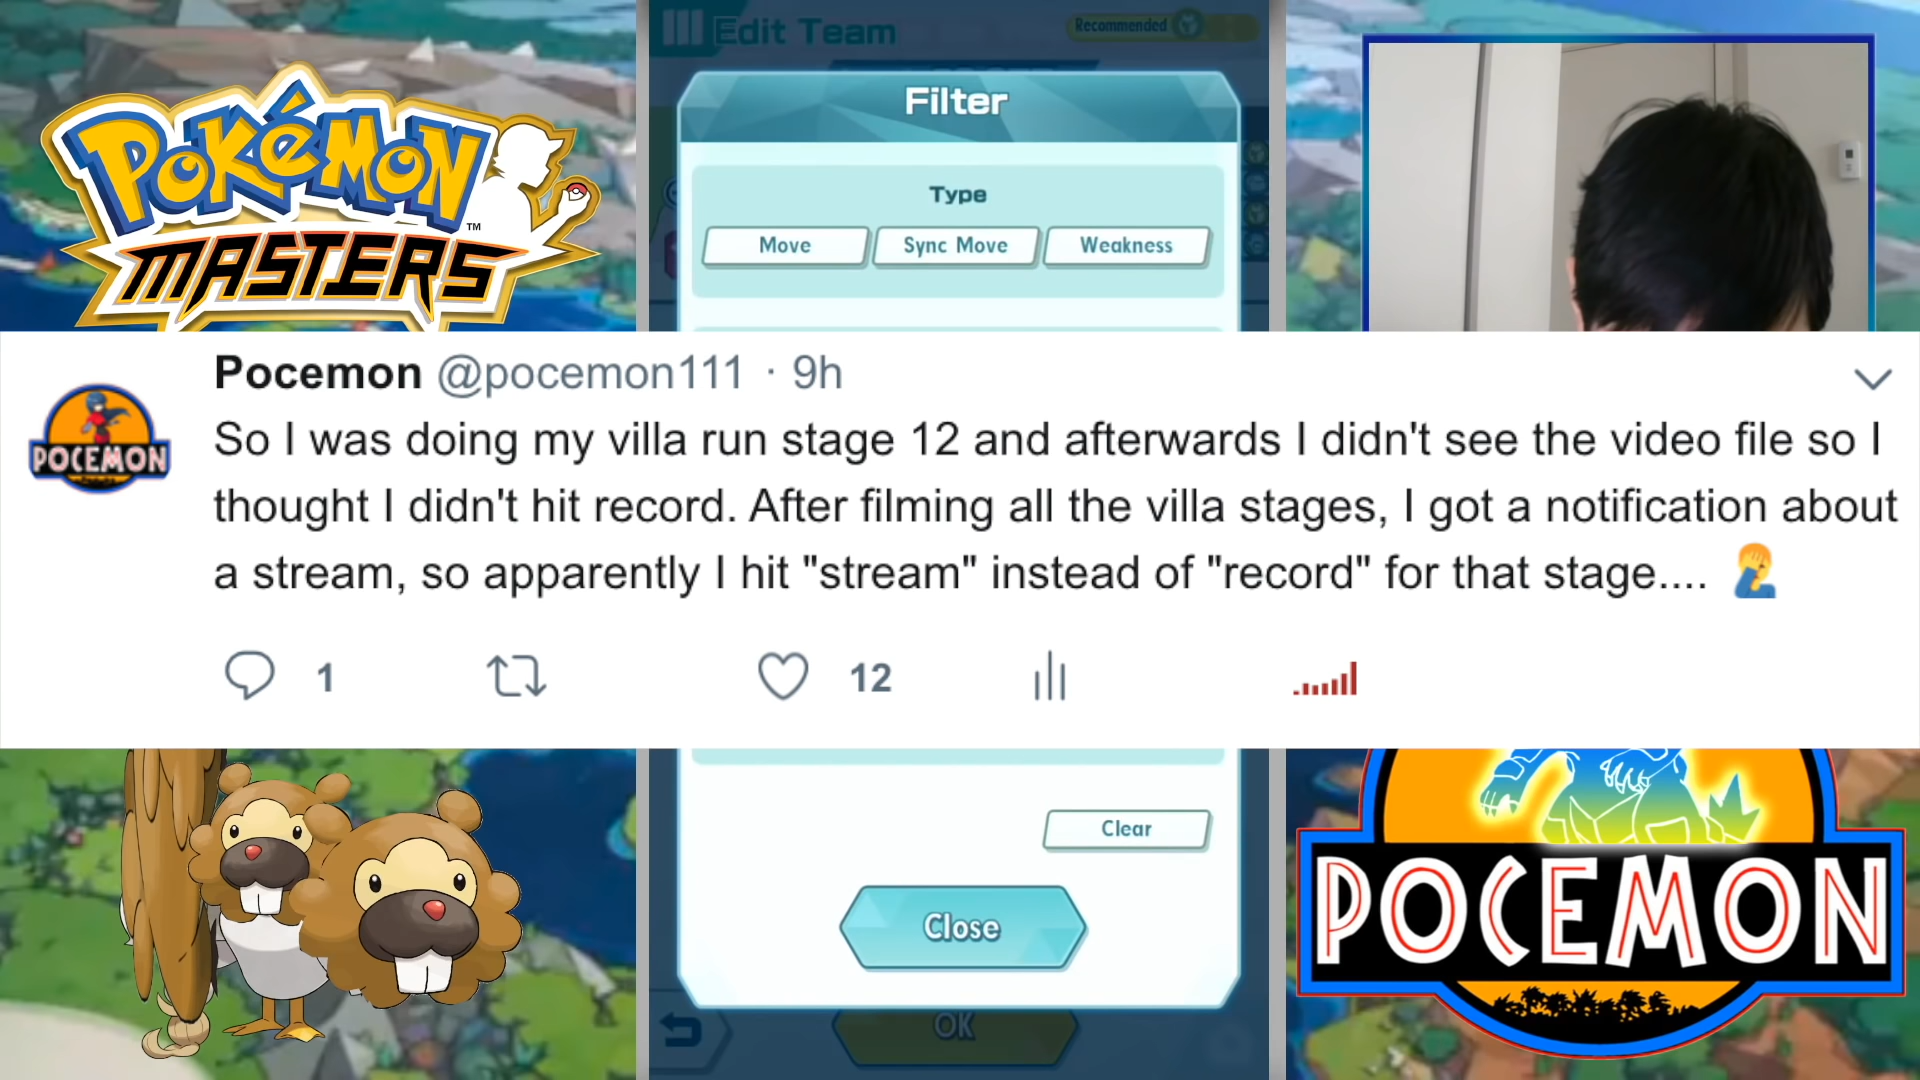 Edit Team
Recommended
POKéMON
TM
MASTERS
Filter
Type
Move
Sync Move
Weakness
POCEMON
Pocemon @pocemon111 · 9h
So I was doing my villa run stage 12 and afterwards I didn't see the video file so I
thought I didn't hit record. After filming all the villa stages, I got a notification about
a stream, so apparently I hit "stream" instead of "record" for that stage.... 🤦‍♂️
1
12
Clear
Close
OK
POCEMON